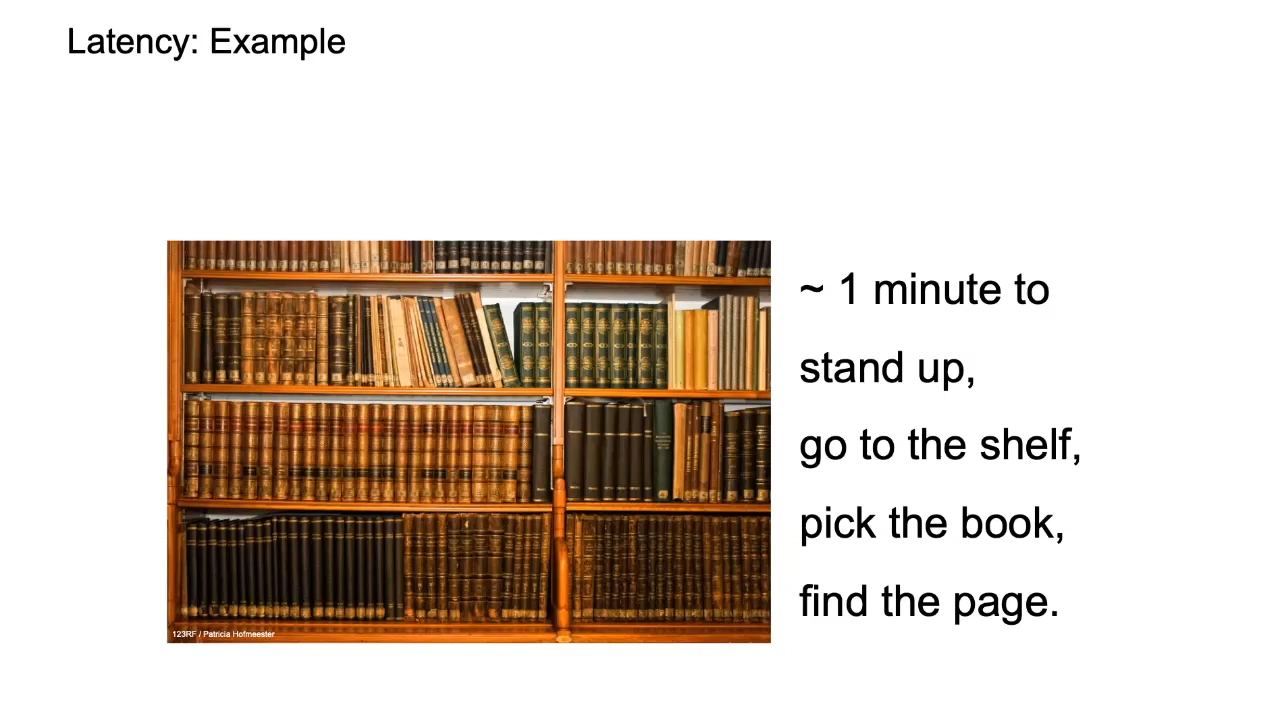 Latency: Example
~ 1 minute to
stand up,
go to the shelf,
pick the book,
find the page.
123RF / Patricia Hofmeester